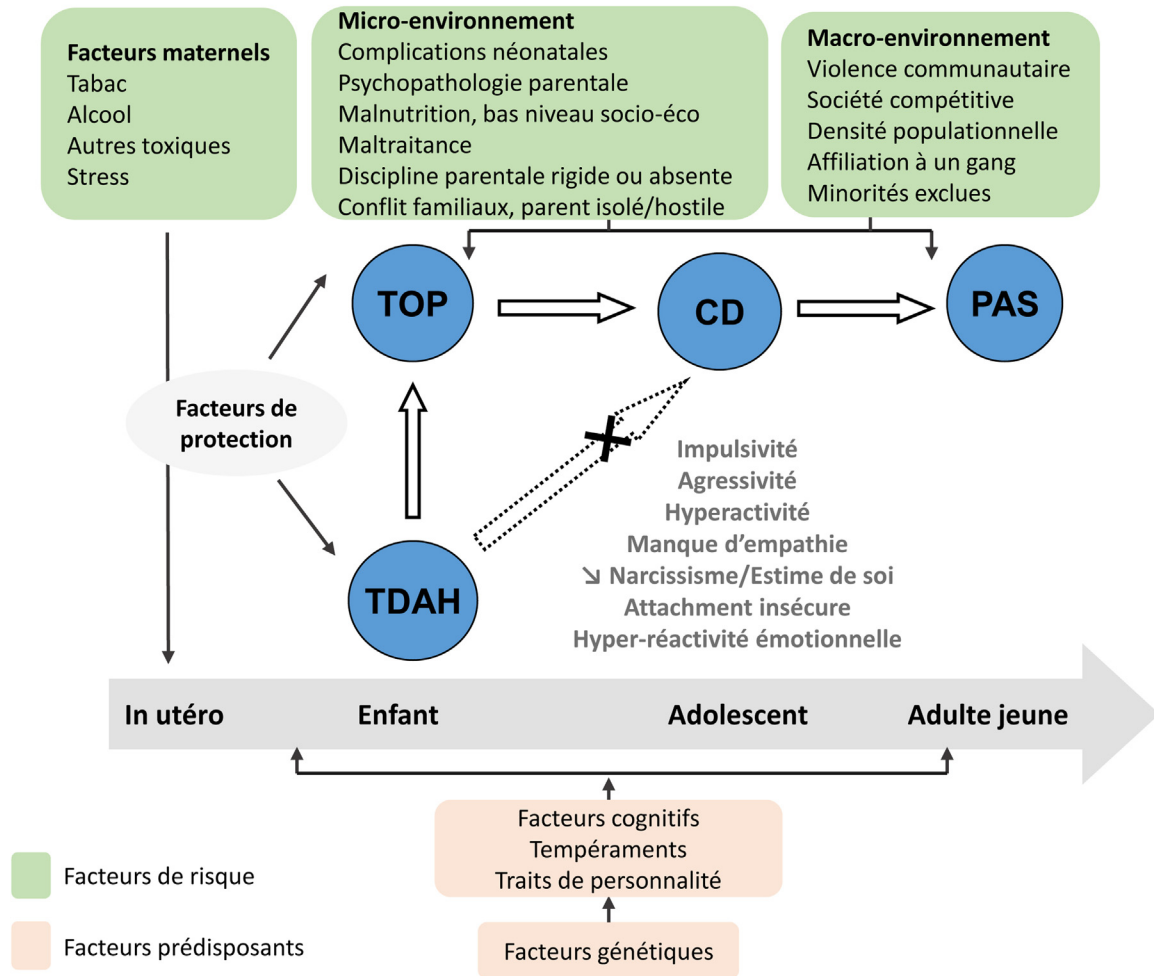 Facteurs maternels
Tabac
Alcool
Autres toxiques
Stress
Micro-environnement
Complications néonatales
Psychopathologie parentale
Malnutrition, bas niveau socio-éco
Maltraitance
Discipline parentale rigide ou absente
Conflit familiaux, parent isolé/hostile
Macro-environnement
Violence communautaire
Société compétitive
Densité populationnelle
Affiliation à un gang
Minorités exclues
TOP
CD
PAS
Facteurs de
protection
TDAH
Impulsivité
Agressivité
Hyperactivité
Manque d’empathie
↘ Narcissisme/Estime de soi
Attachment insécure
Hyper-réactivité émotionnelle
In utéro
Enfant
Adolescent
Adulte jeune
Facteurs cognitifs
Tempéraments
Traits de personnalité
Facteurs génétiques
Facteurs de risque
Facteurs prédisposants